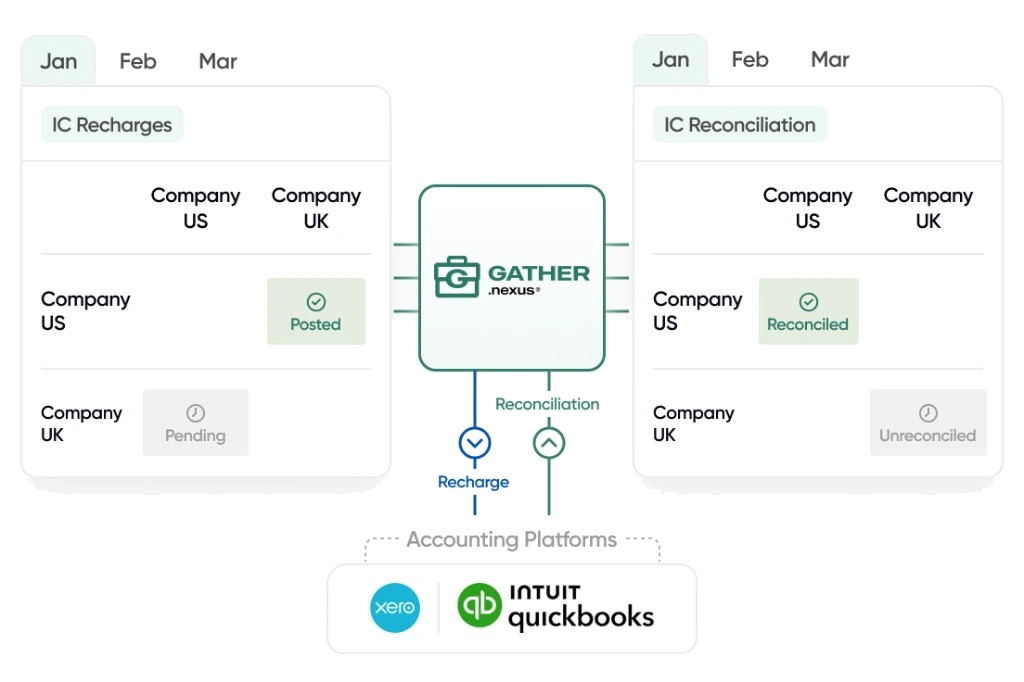 Jan Feb Mar
IC Recharges
Company US
Company UK
Company US
Posted
Company UK
Pending
GATHER
.nexus®
Reconciliation
Recharge
Accounting Platforms
xero
qb
INTUIT
quickbooks
Jan Feb Mar
IC Reconciliation
Company US
Company UK
Company US
Reconciled
Company UK
Unreconciled